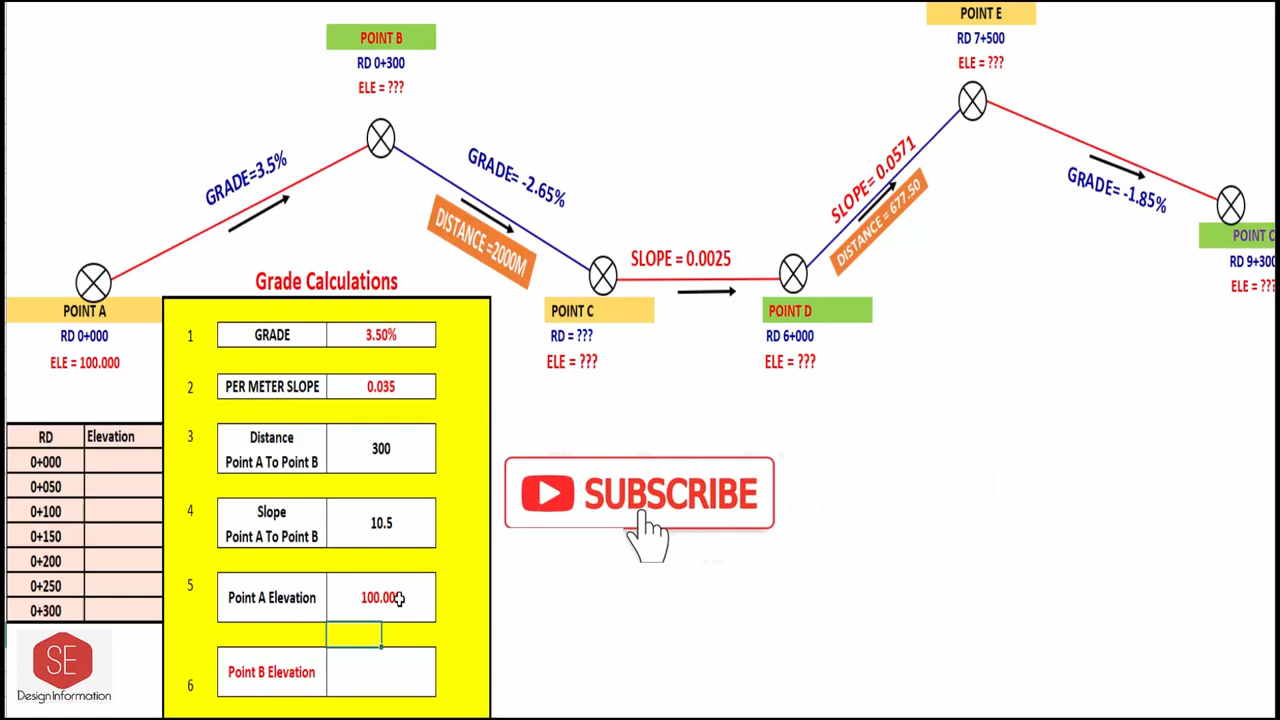 POINT E
RD 7+500
ELE = ???
POINT B
RD 0+300
ELE = ???
GRADE=3.5%
GRADE= -2.65%
DISTANCE =2000M
SLOPE = 0.0571
DISTANCE = 677.50
GRADE= -1.85%
SLOPE = 0.0025
POINT
RD 9+300
ELE = ???
Grade Calculations
POINT A
RD 0+000
ELE = 100.000
POINT C
RD = ???
ELE = ???
POINT D
RD 6+000
ELE = ???
1 GRADE 3.50%
2 PER METER SLOPE 0.035
3 Distance
Point A To Point B 300
4 Slope
Point A To Point B 10.5
5 Point A Elevation 100.00
6 Point B Elevation
RD Elevation
0+000
0+050
0+100
0+150
0+200
0+250
0+300
SUBSCRIBE
SE
Design Information